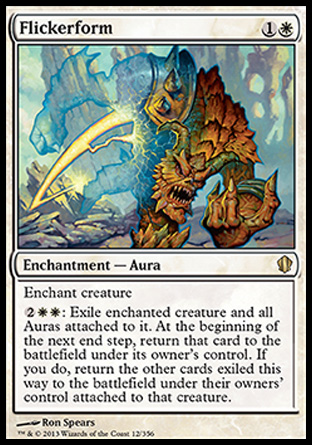 Flickerform 1
Enchantment — Aura
Enchant creature
2: Exile enchanted creature and all
Auras attached to it. At the beginning of
the next end step, return that card to the
battlefield under its owner's control. If
you do, return the other cards exiled this
way to the battlefield under their owners'
control attached to that creature.
Ron Spears
™ & © 2013 Wizards of the Coast 12/356